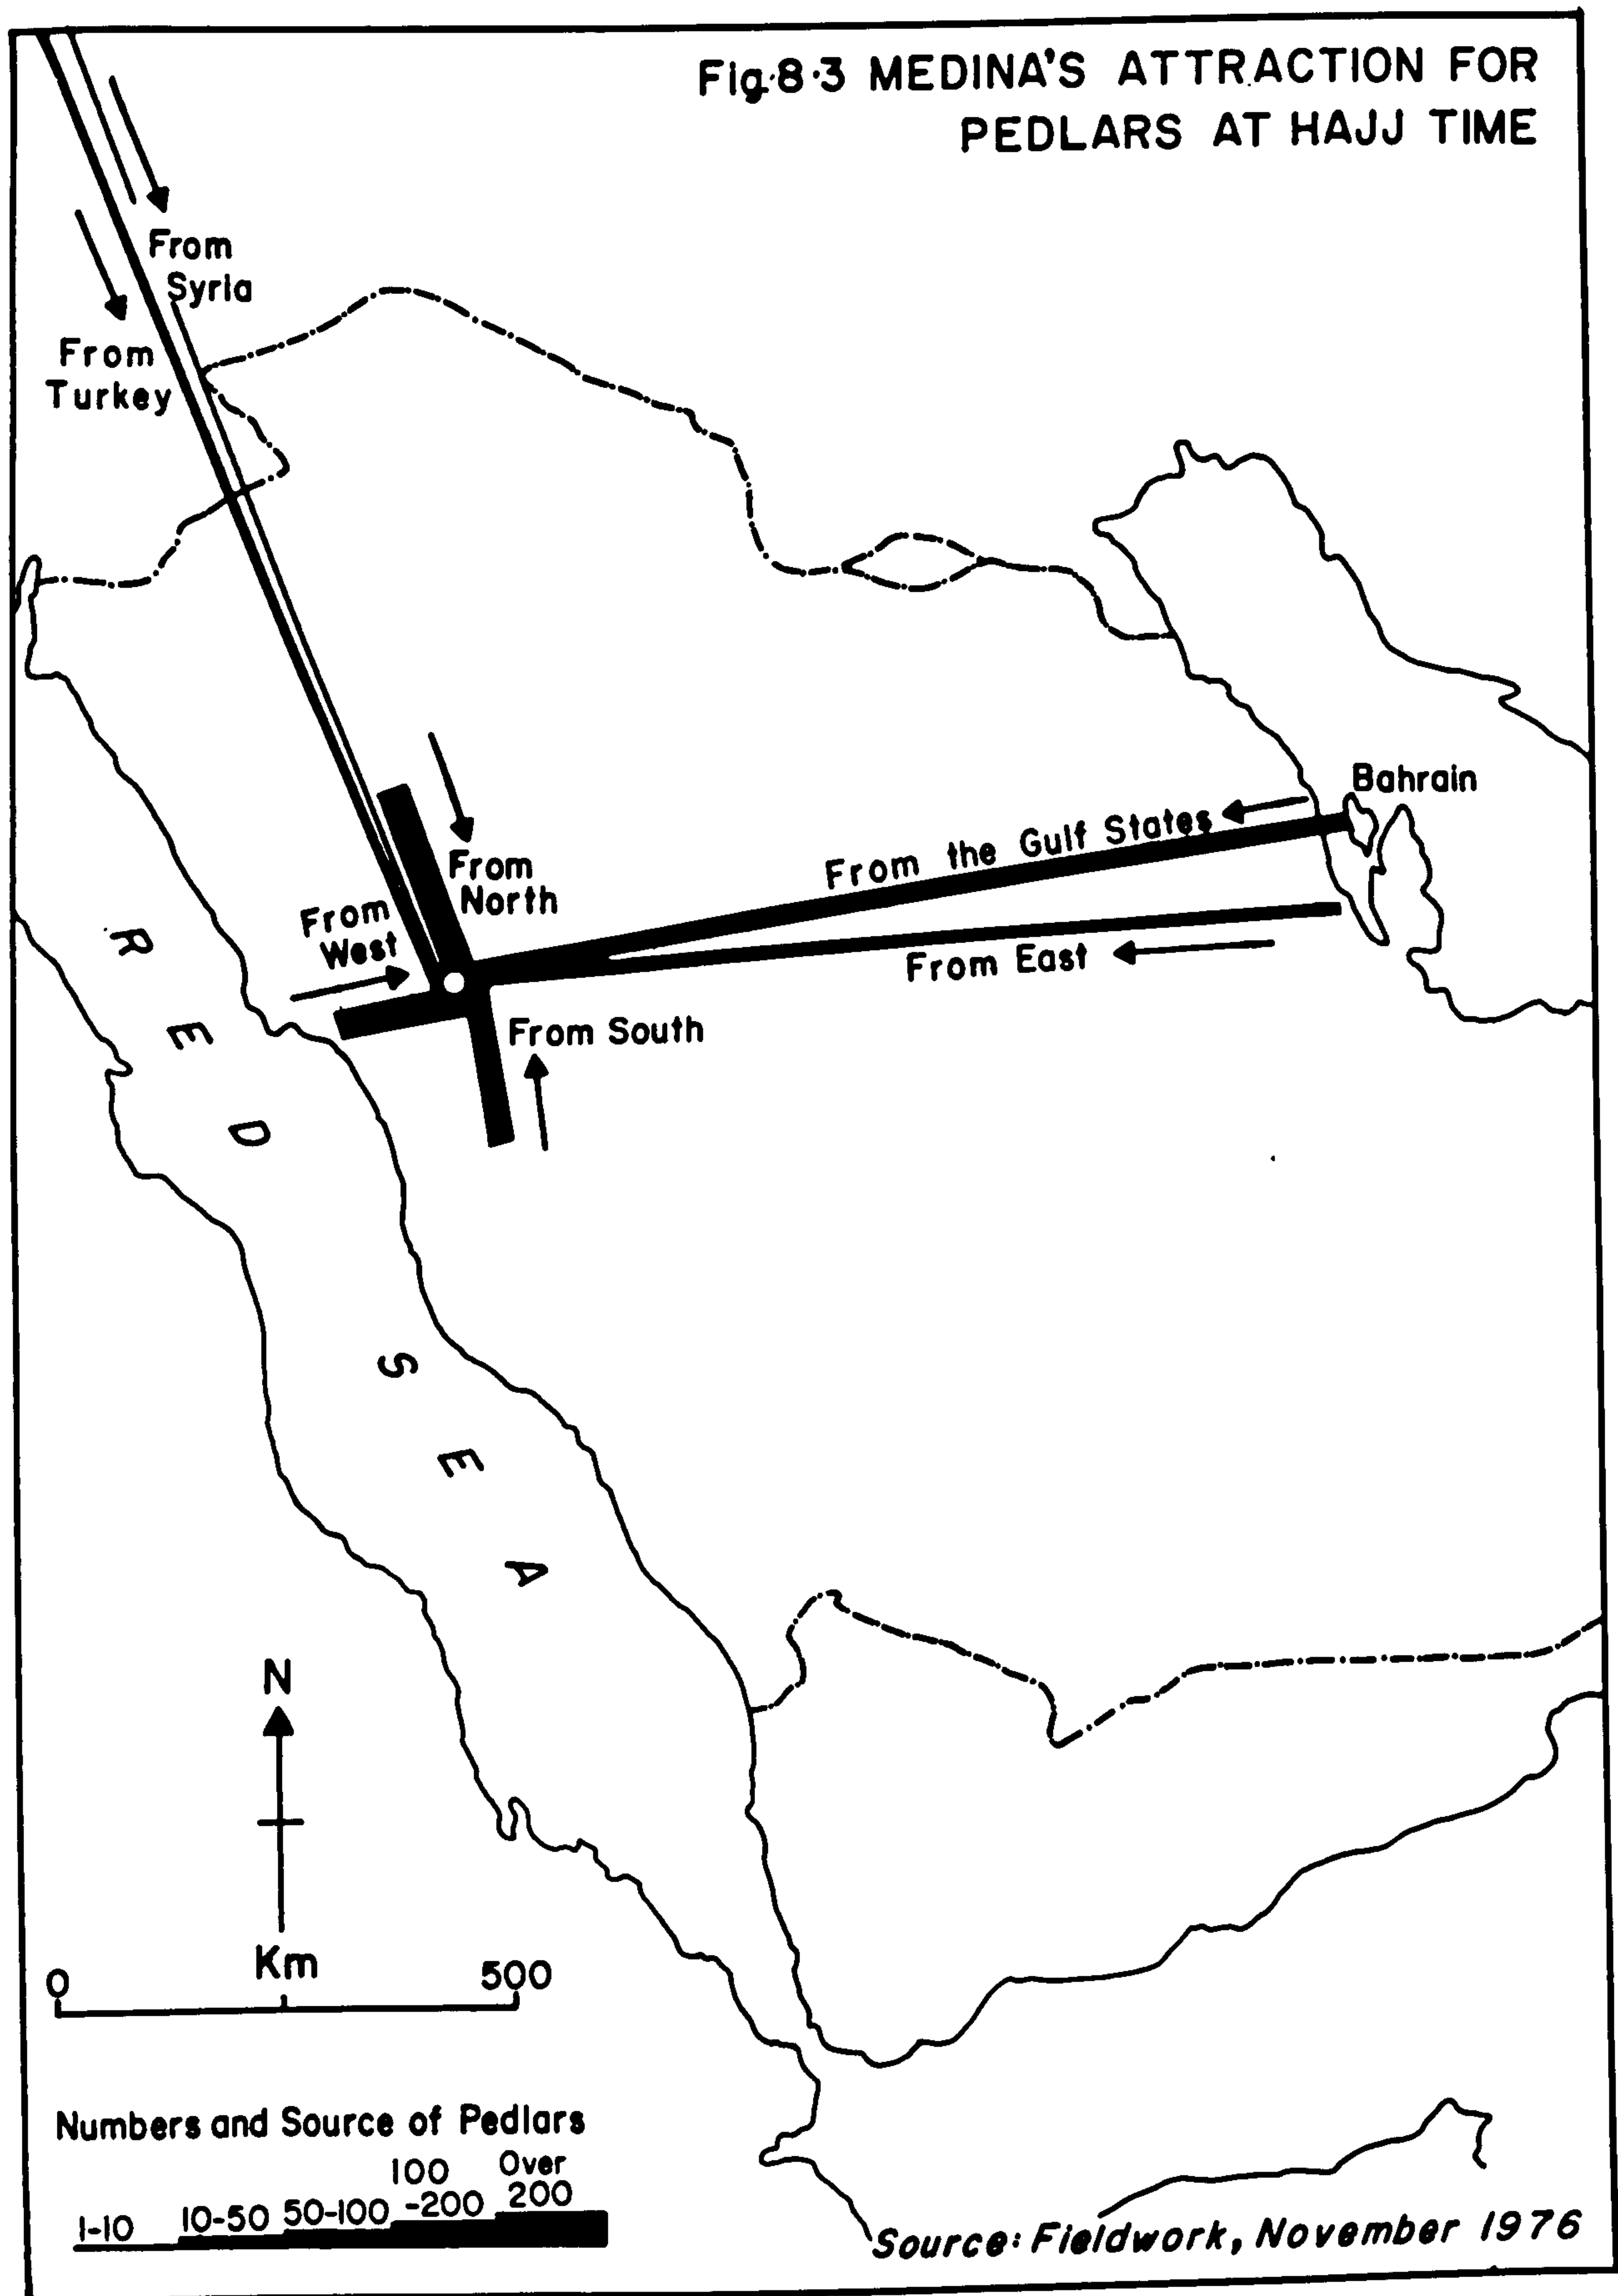 Fig.8.3 MEDINA'S ATTRACTION FOR
PEDLARS AT HAJJ TIME
From
Syria
From
Turkey
Bahrain
From the Gulf States
From
North
From
West
From East
From South
RED
SEA
N
Km
0
500
Numbers and Source of Pedlars
1-10
10-50
50-100
100
-200
Over
200
Source: Fieldwork, November 1976